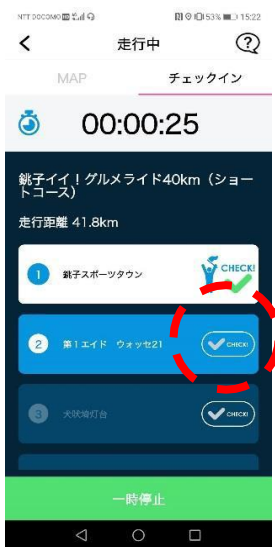 NTT DOCOMO
53% 15:22
走行中
MAP チェックイン
00:00:25
銚子イイ！グルメライド40km（ショー
トコース）
走行距離 41.8km
1 銚子スポーツタウン CHECK!
2 第1エイド ウォッセ21 CHECK!
3 犬吠埼灯台 CHECK!
一時停止